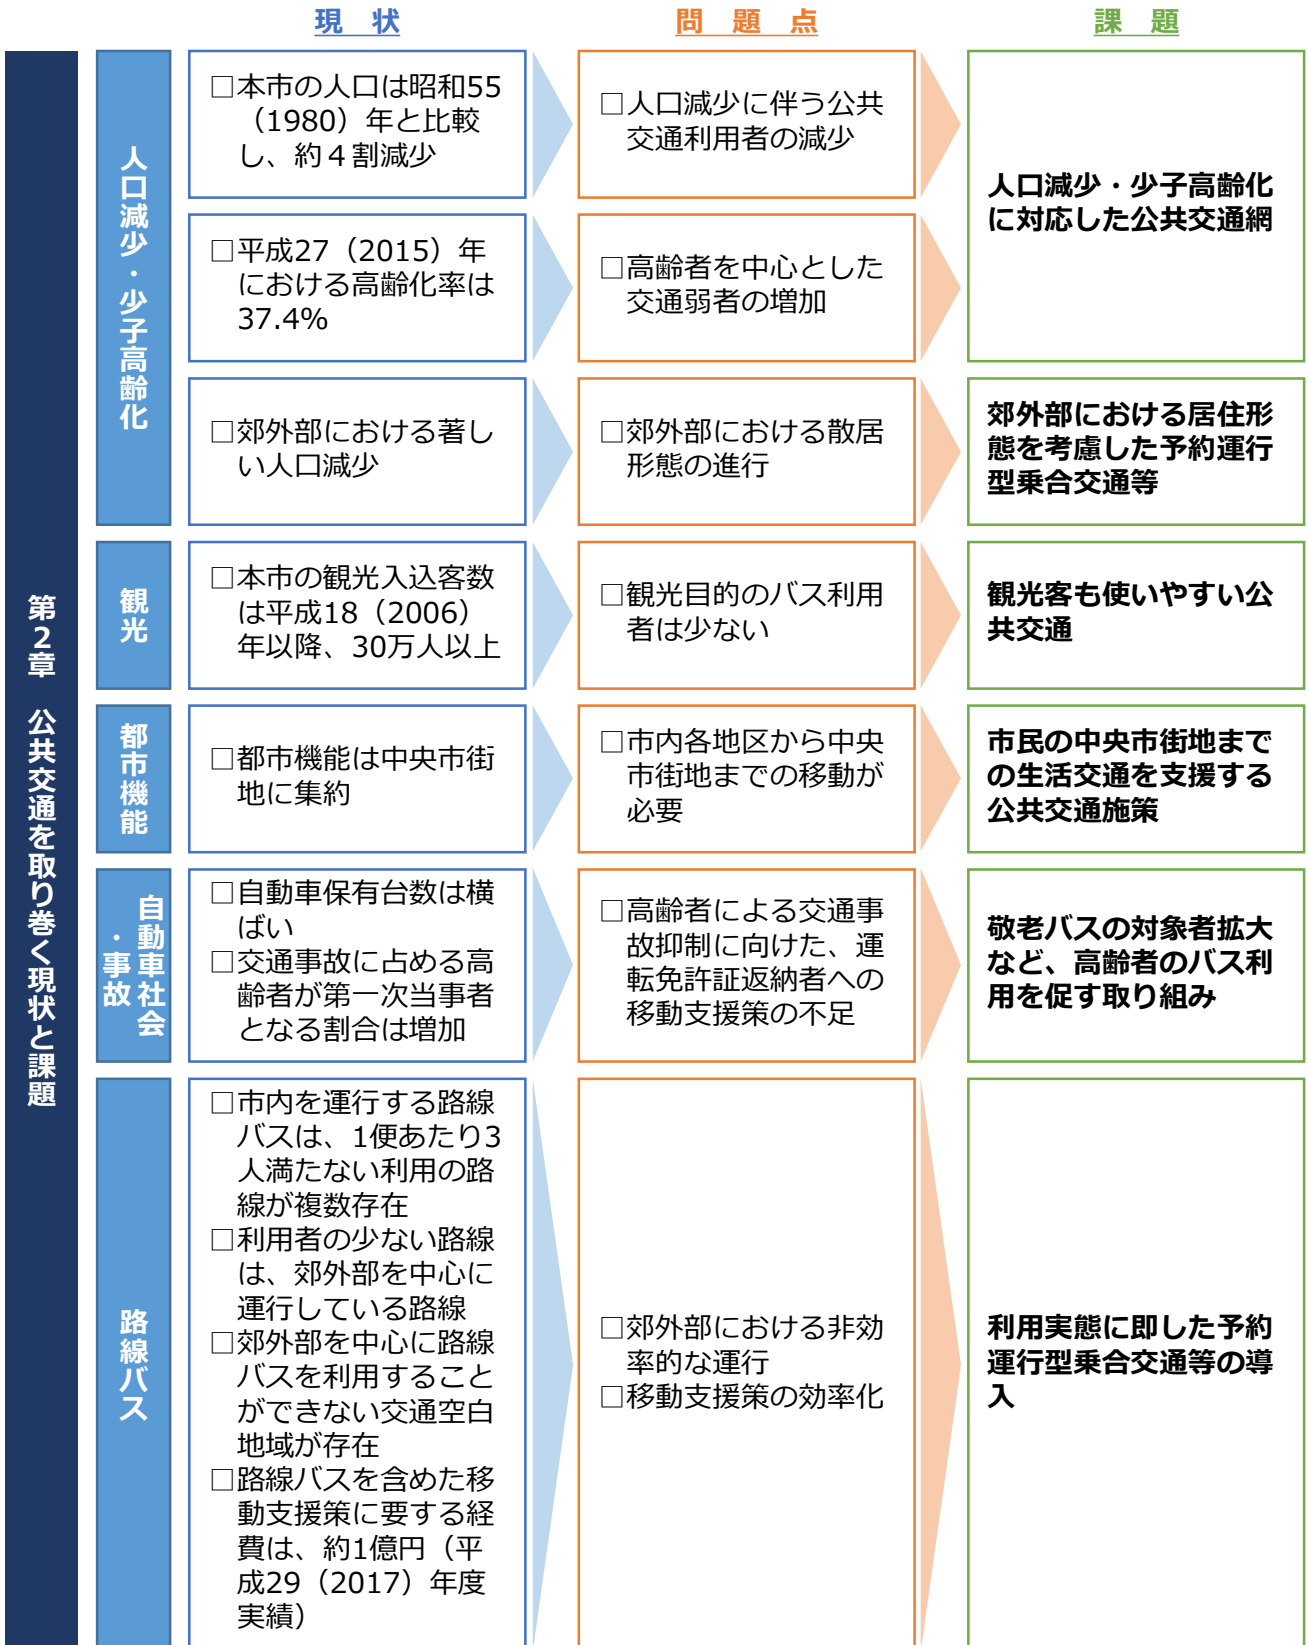 現　状
問　題　点
課　題
第2章　公共交通を取り巻く現状と課題
人口減少・少子高齢化
□本市の人口は昭和55
（1980）年と比較
し、約４割減少
□人口減少に伴う公共
交通利用者の減少
人口減少・少子高齢化
に対応した公共交通網
□平成27（2015）年
における高齢化率は
37.4%
□高齢者を中心とした
交通弱者の増加
□郊外部における著し
い人口減少
□郊外部における散居
形態の進行
郊外部における居住形
態を考慮した予約運行
型乗合交通等
観光
□本市の観光入込客数
は平成18（2006）
年以降、30万人以上
□観光目的のバス利用
者は少ない
観光客も使いやすい公
共交通
都市機能
□都市機能は中央市街
地に集約
□市内各地区から中央
市街地までの移動が
必要
市民の中央市街地まで
の生活交通を支援する
公共交通施策
自動車社会
・事故
□自動車保有台数は横
ばい
□交通事故に占める高
齢者が第一次当事者
となる割合は増加
□高齢者による交通事
故抑制に向けた、運
転免許証返納者への
移動支援策の不足
敬老バスの対象者拡大
など、高齢者のバス利
用を促す取り組み
路線バス
□市内を運行する路線
バスは、1便あたり3
人満たない利用の路
線が複数存在
□利用者の少ない路線
は、郊外部を中心に
運行している路線
□郊外部を中心に路線
バスを利用すること
ができない交通空白
地域が存在
□路線バスを含めた移
動支援策に要する経
費は、約1億円（平
成29（2017）年度
実績）
□郊外部における非効
率的な運行
□移動支援策の効率化
利用実態に即した予約
運行型乗合交通等の導
入